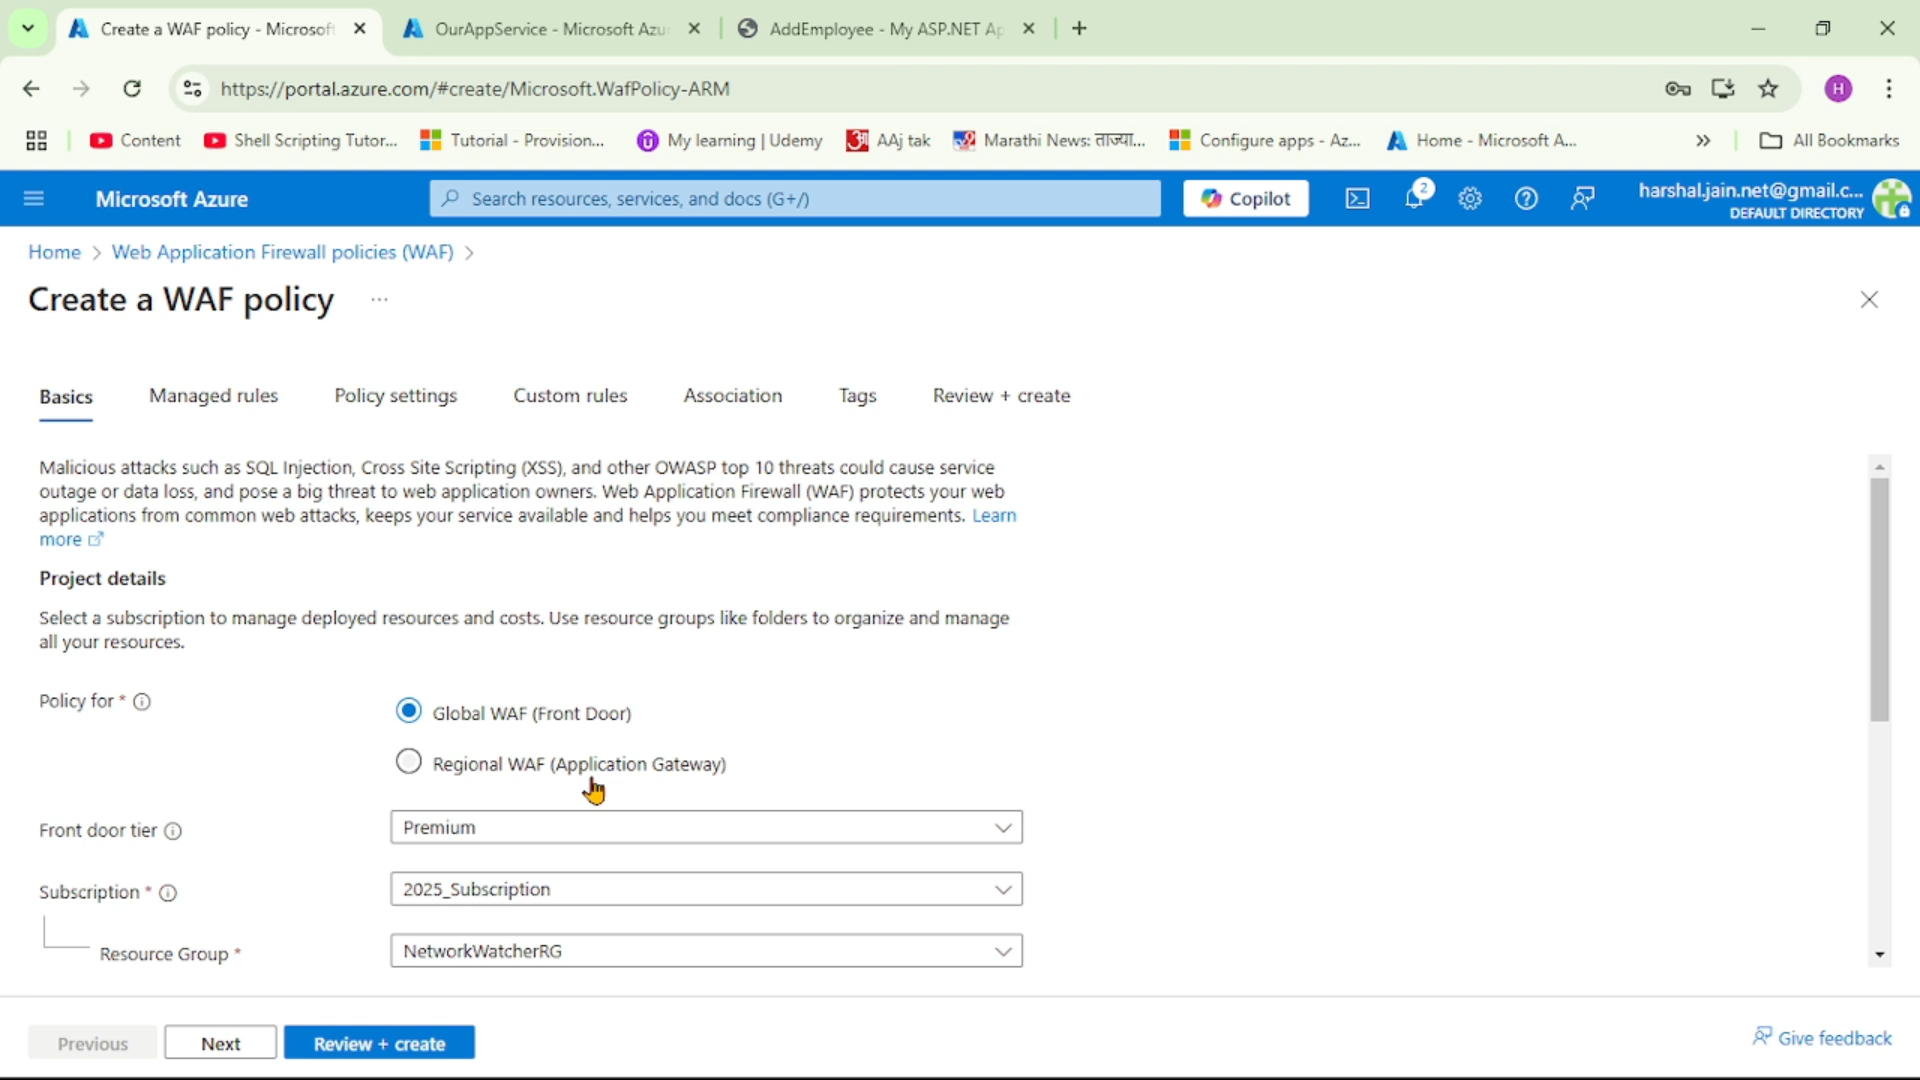 Create a WAF policy - Microsoft
OurAppService - Microsoft Azu
AddEmployee - My ASP.NET Ap
https://portal.azure.com/#create/Microsoft.WafPolicy-ARM
H
Content
Shell Scripting Tutor...
Tutorial - Provision...
My learning | Udemy
AAj tak
Marathi News: ताज्या...
Configure apps - Az...
Home - Microsoft A...
All Bookmarks
Microsoft Azure
Search resources, services, and docs (G+/)
Copilot
2
harshal.jain.net@gmail.c...
DEFAULT DIRECTORY
Home > Web Application Firewall policies (WAF) >
Create a WAF policy ...
Basics
Managed rules
Policy settings
Custom rules
Association
Tags
Review + create
Malicious attacks such as SQL Injection, Cross Site Scripting (XSS), and other OWASP top 10 threats could cause service
outage or data loss, and pose a big threat to web application owners. Web Application Firewall (WAF) protects your web
applications from common web attacks, keeps your service available and helps you meet compliance requirements. Learn
more
Project details
Select a subscription to manage deployed resources and costs. Use resource groups like folders to organize and manage
all your resources.
Policy for *
Global WAF (Front Door)
Regional WAF (Application Gateway)
Front door tier
Premium
Subscription *
2025_Subscription
Resource Group *
NetworkWatcherRG
Previous
Next
Review + create
Give feedback